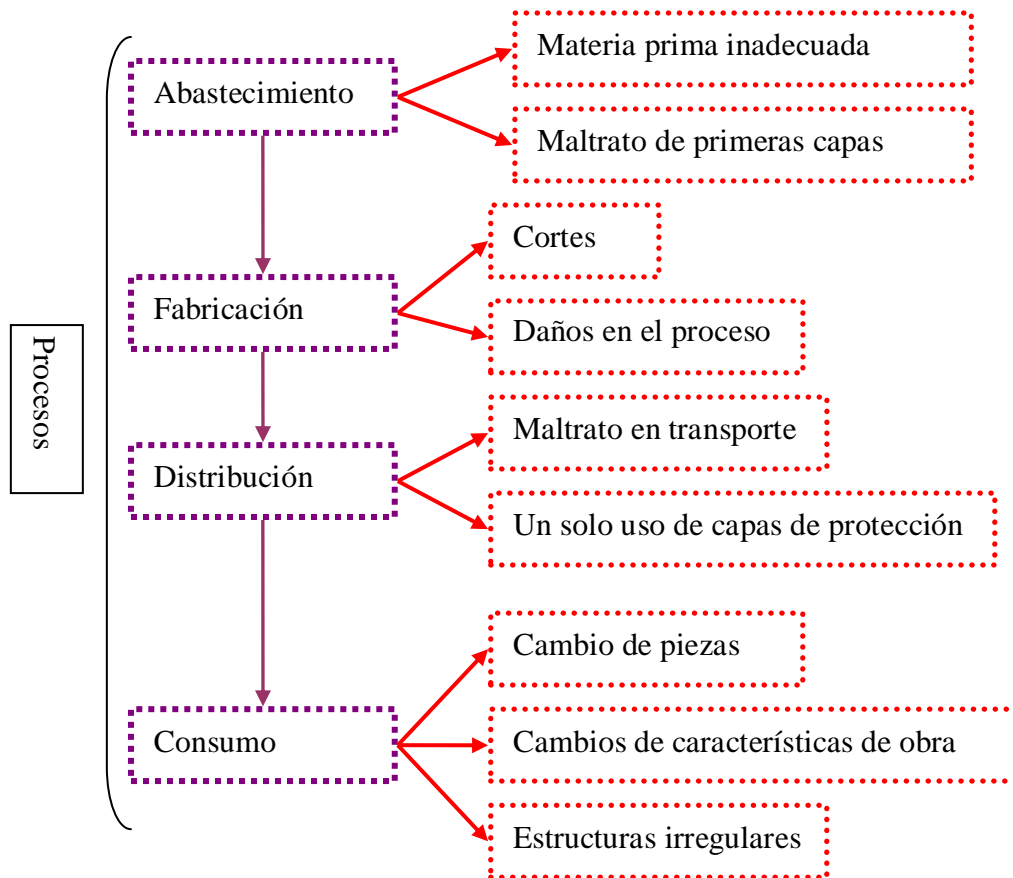 Procesos
Abastecimiento
Materia prima inadecuada
Maltrato de primeras capas
Fabricación
Cortes
Daños en el proceso
Distribución
Maltrato en transporte
Un solo uso de capas de protección
Consumo
Cambio de piezas
Cambios de características de obra
Estructuras irregulares